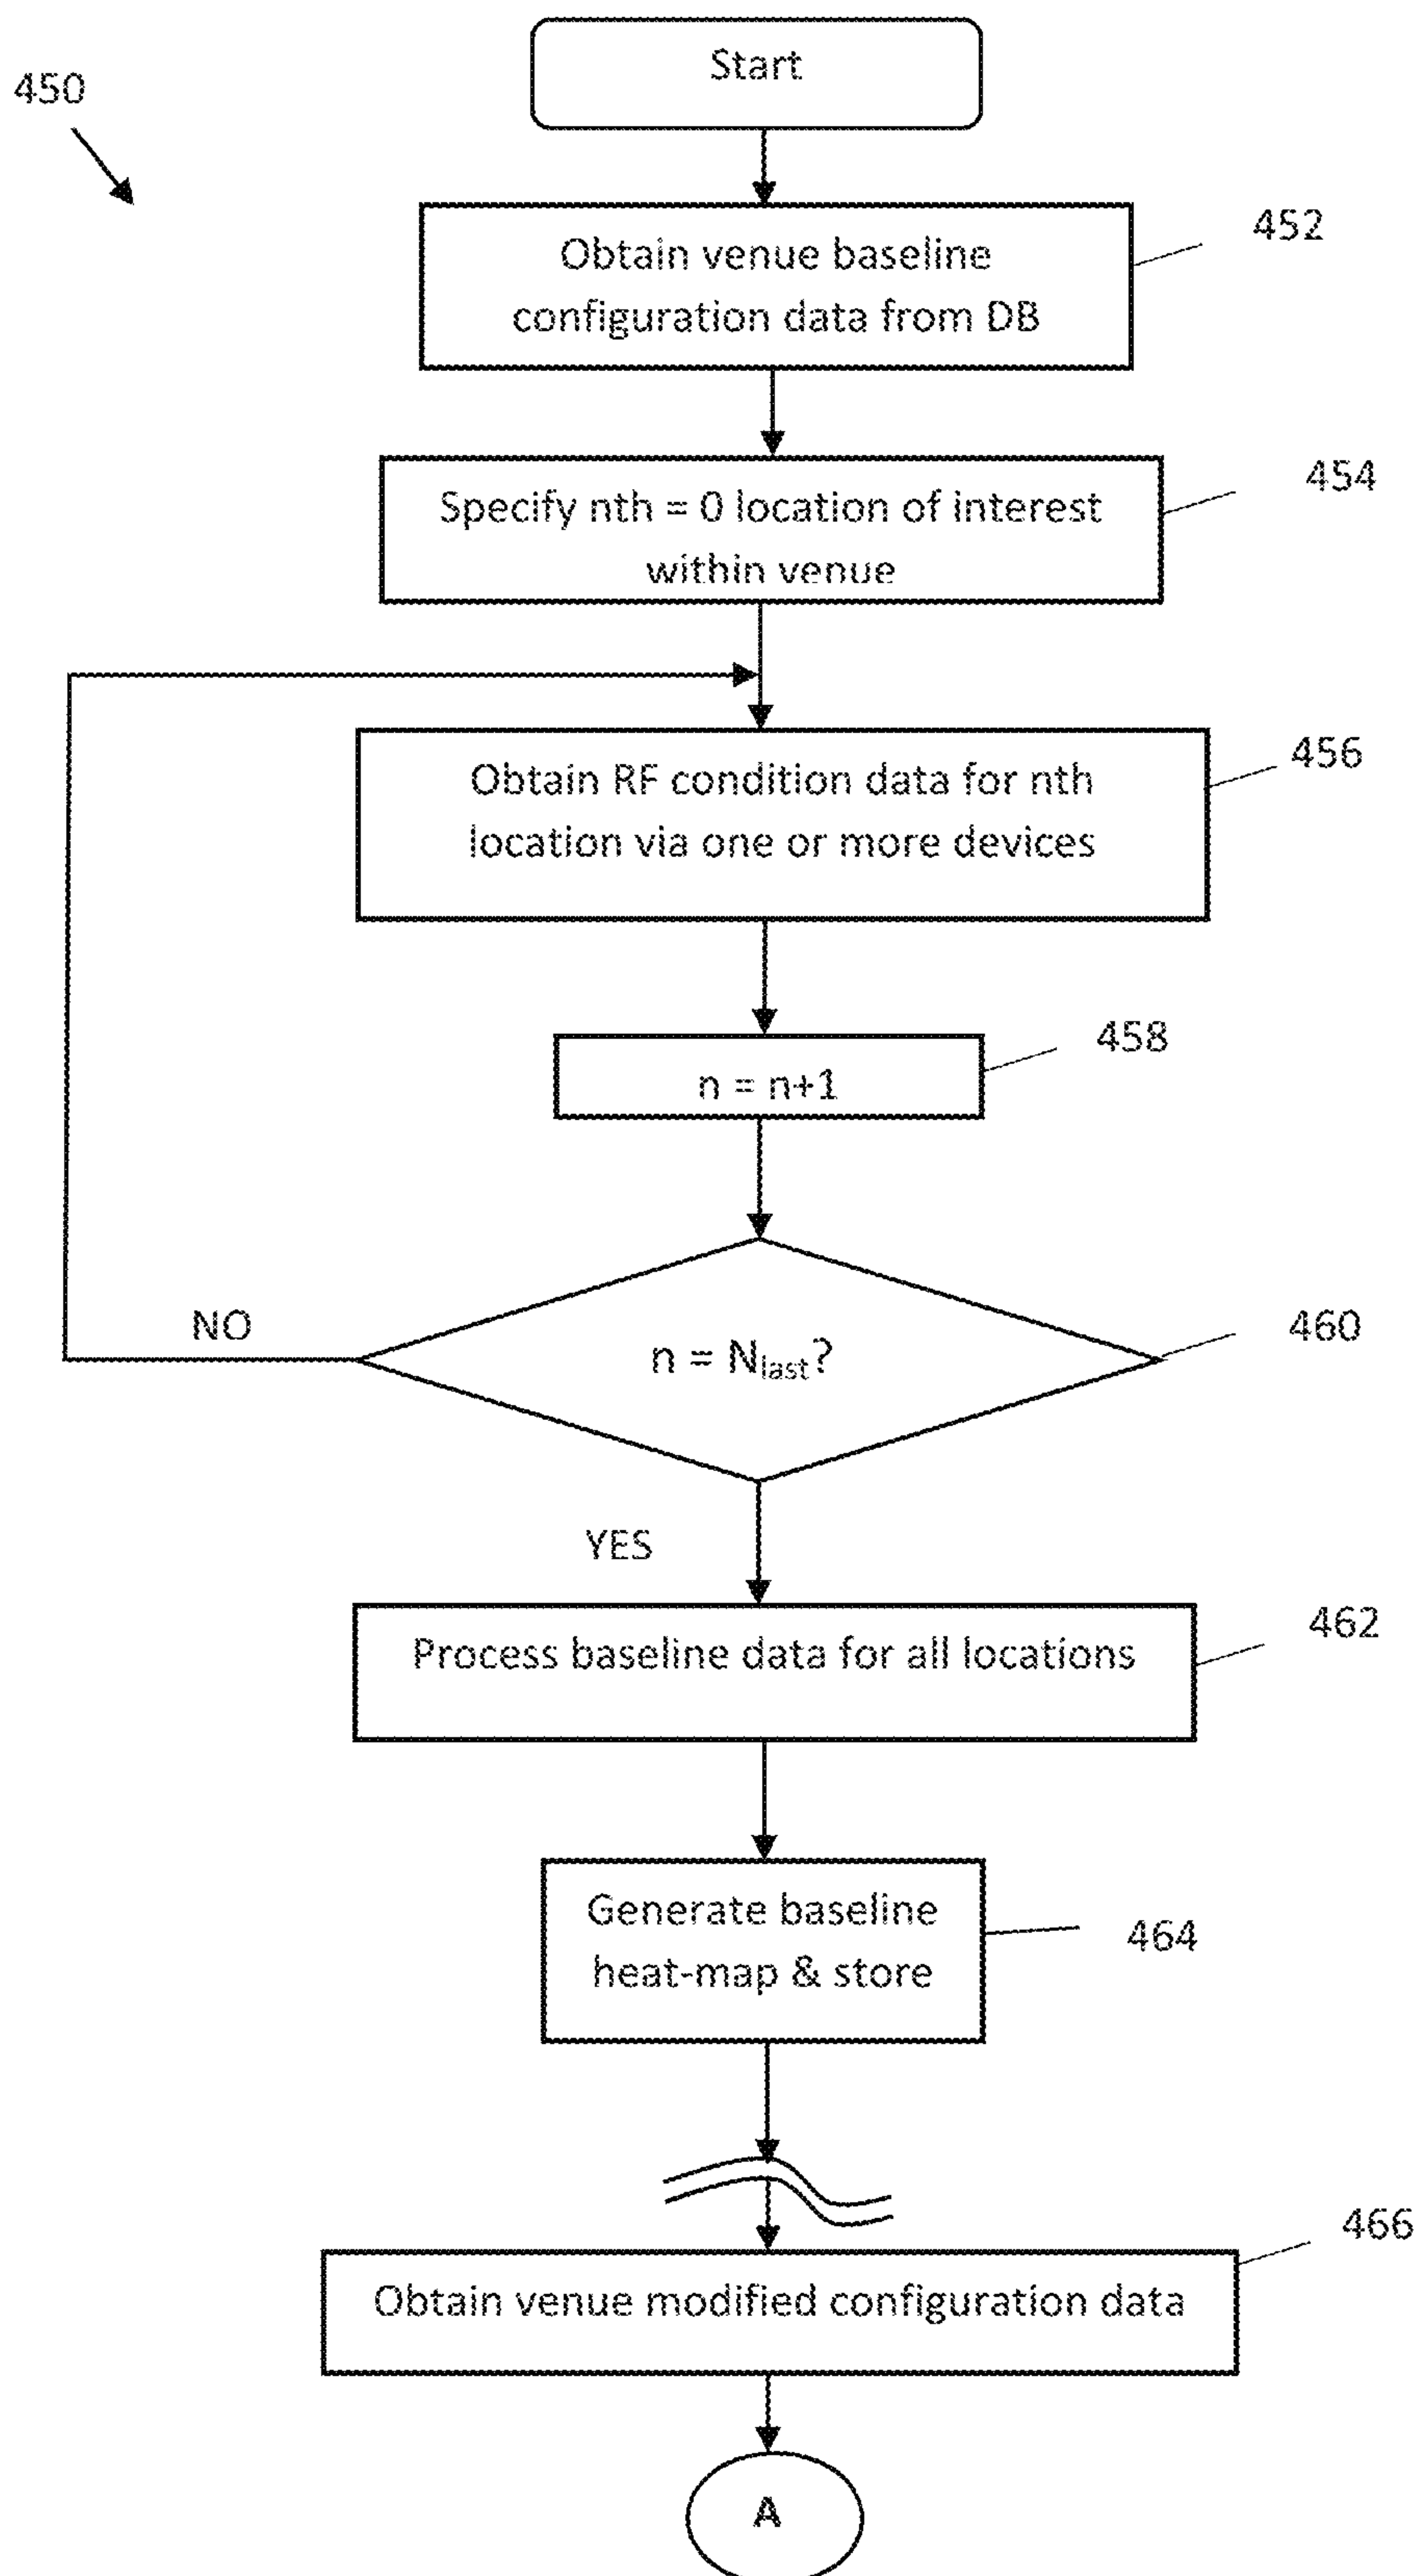 Start
450
Obtain venue baseline
configuration data from DB
452
Specify nth = 0 location of interest
within venue
454
Obtain RF condition data for nth
location via one or more devices
456
n = n+1
458
NO
n = Nlast?
460
YES
Process baseline data for all locations
462
Generate baseline
heat-map & store
464
Obtain venue modified configuration data
466
A